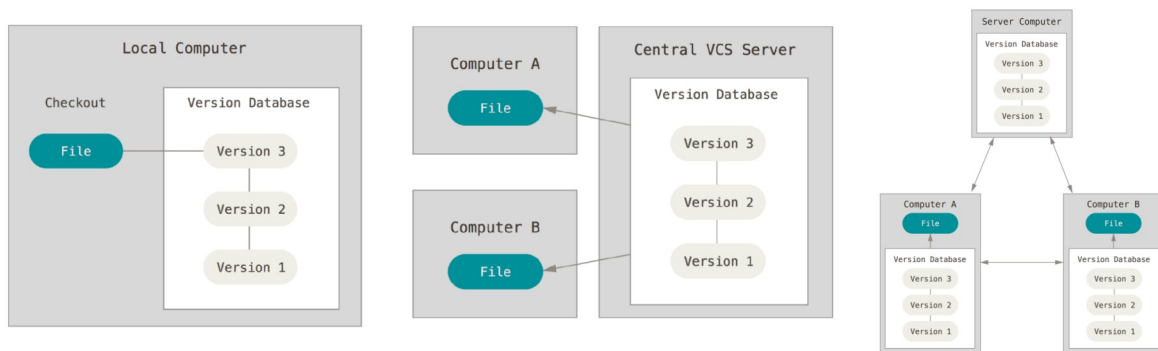 Local Computer
Checkout
File
Version Database
Version 3
Version 2
Version 1
Computer A
File
Computer B
File
Central VCS Server
Version Database
Version 3
Version 2
Version 1
Server Computer
Version Database
Version 3
Version 2
Version 1
Computer A
File
Version Database
Version 3
Version 2
Version 1
Computer B
File
Version Database
Version 3
Version 2
Version 1